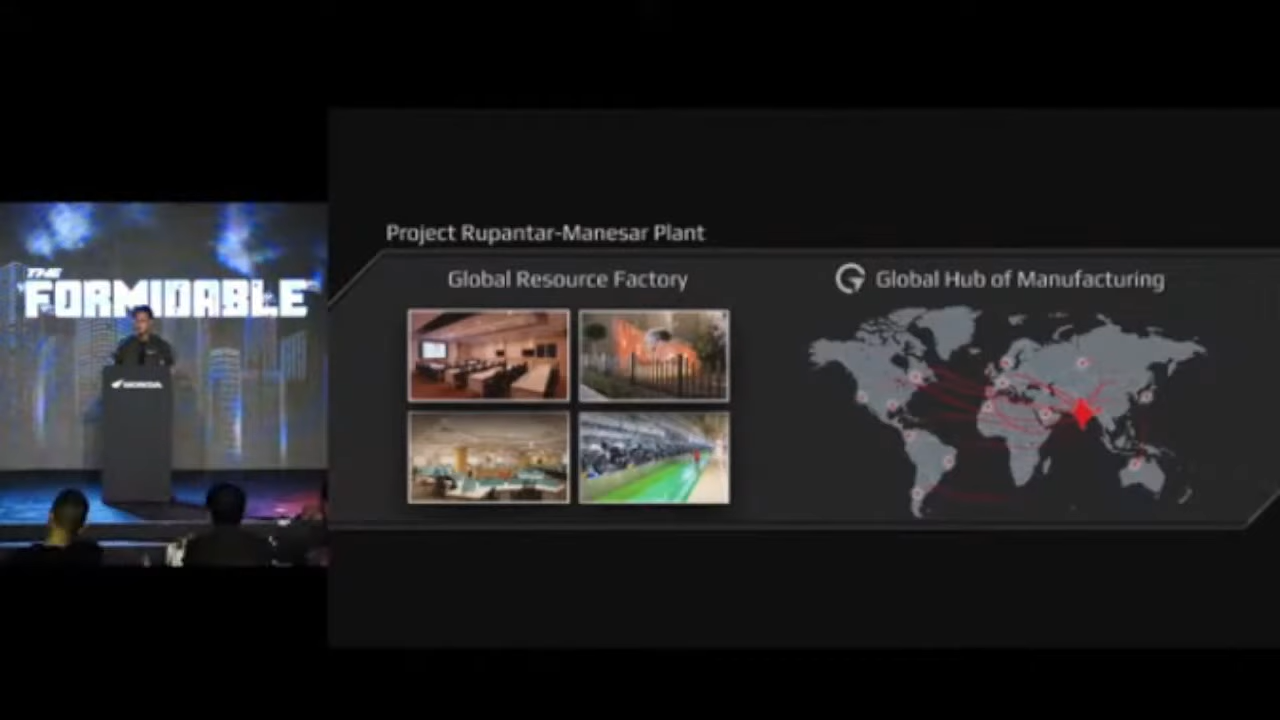 THE
FORMIDABLE
HONDA
Project Rupantar-Manesar Plant
Global Resource Factory
Global Hub of Manufacturing